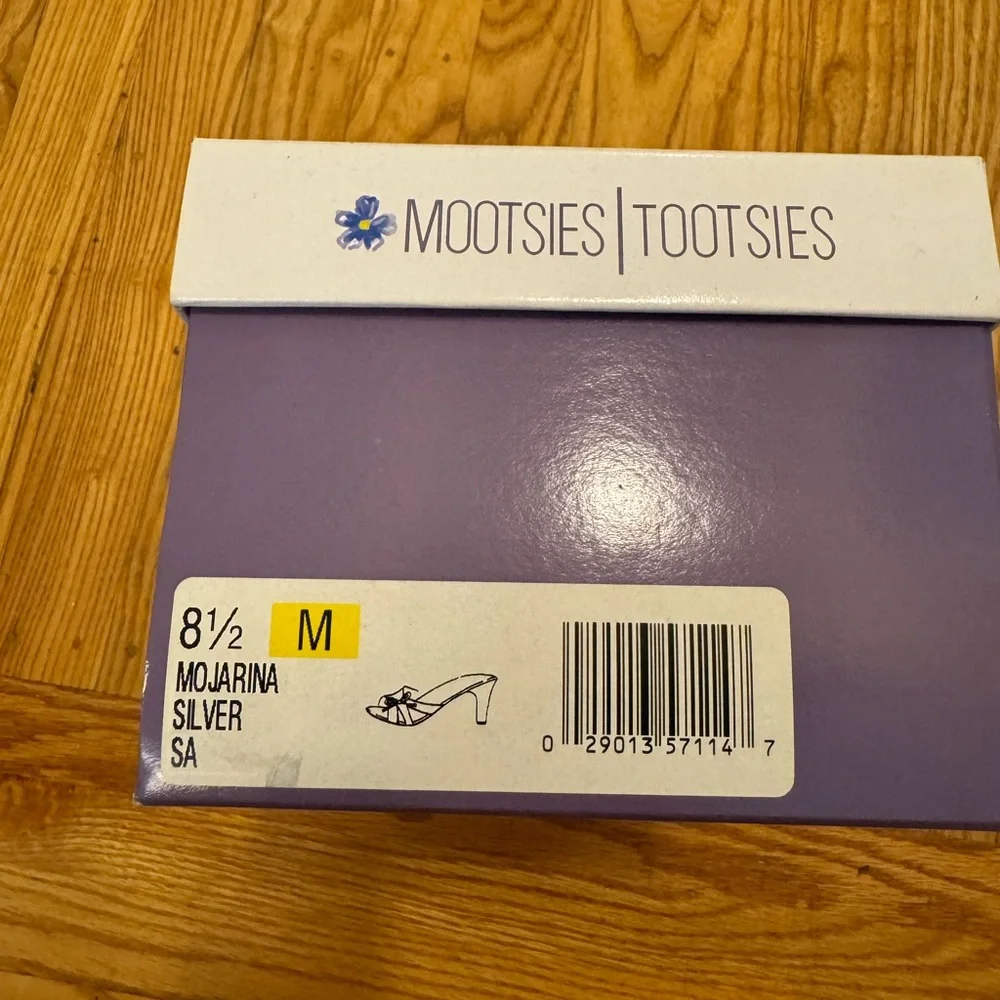 MOOTSIES|TOOTSIES
8½ M
MOJARINA
SILVER
SA
0 29013 57114 7